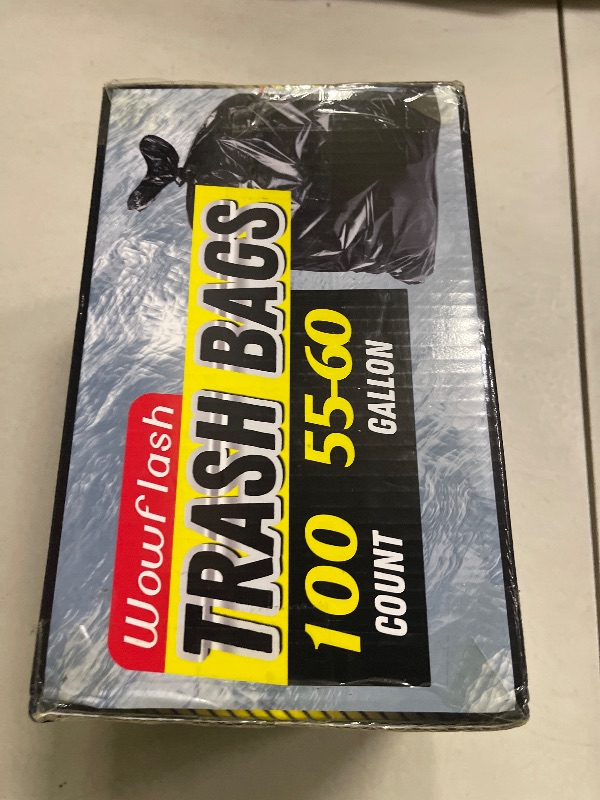 Wowflash
TRASH BAGS
100 55-60
COUNT GALLON